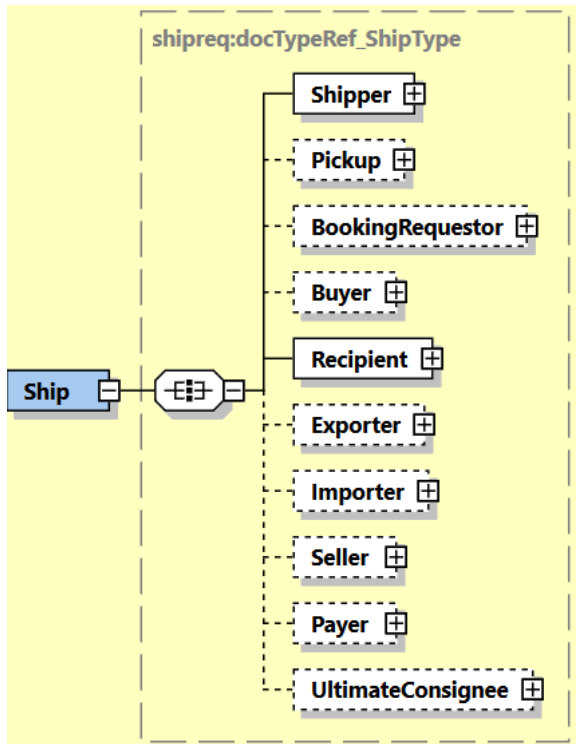 shipreq:docTypeRef_ShipType
Shipper
Pickup
BookingRequestor
Buyer
Ship
Recipient
Exporter
Importer
Seller
Payer
UltimateConsignee